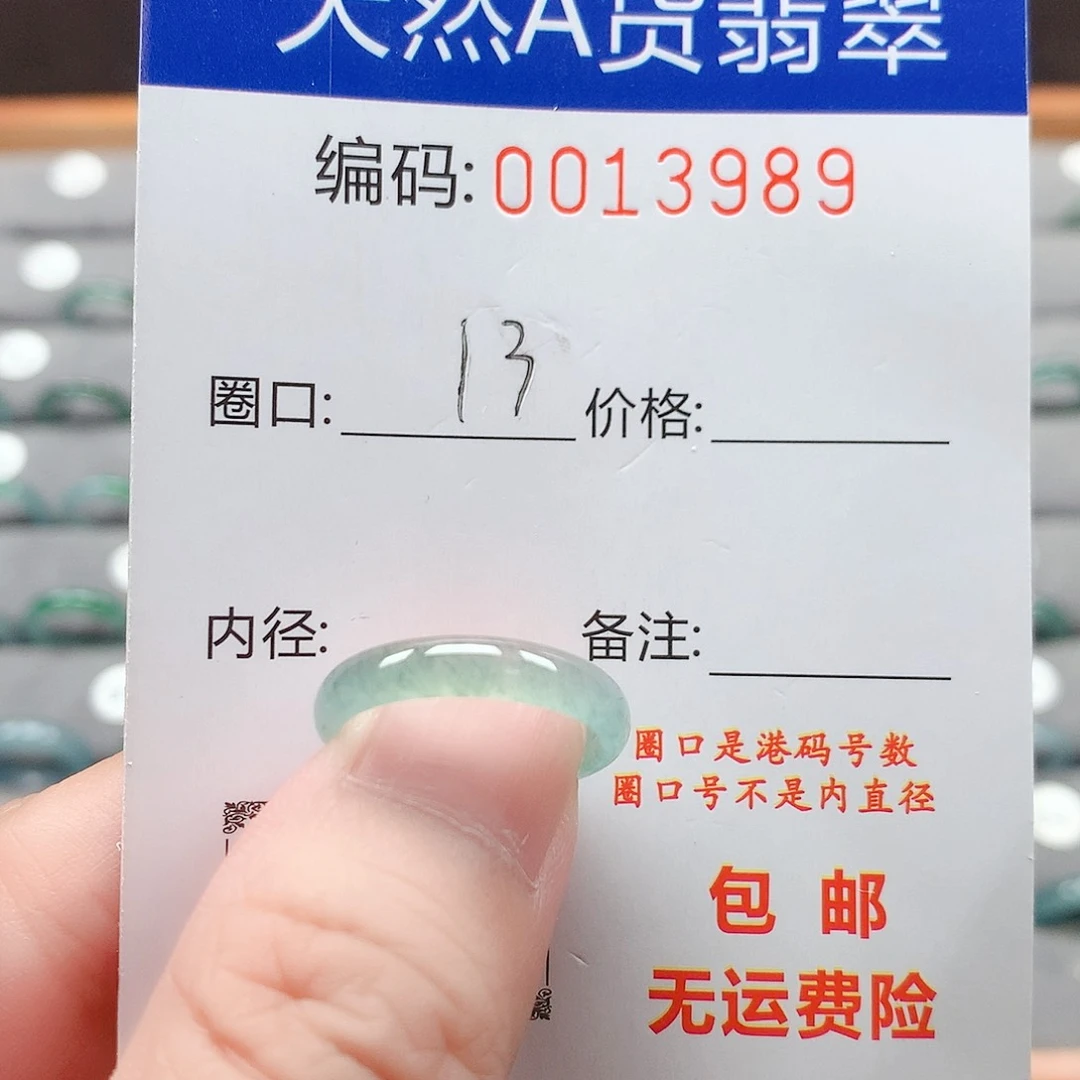 天然A货翡翠
编码:0013989
圈口: 13 价格:
内径: 备注:
圈口是港码号数
圈口号不是内直径
包 邮
无运费险